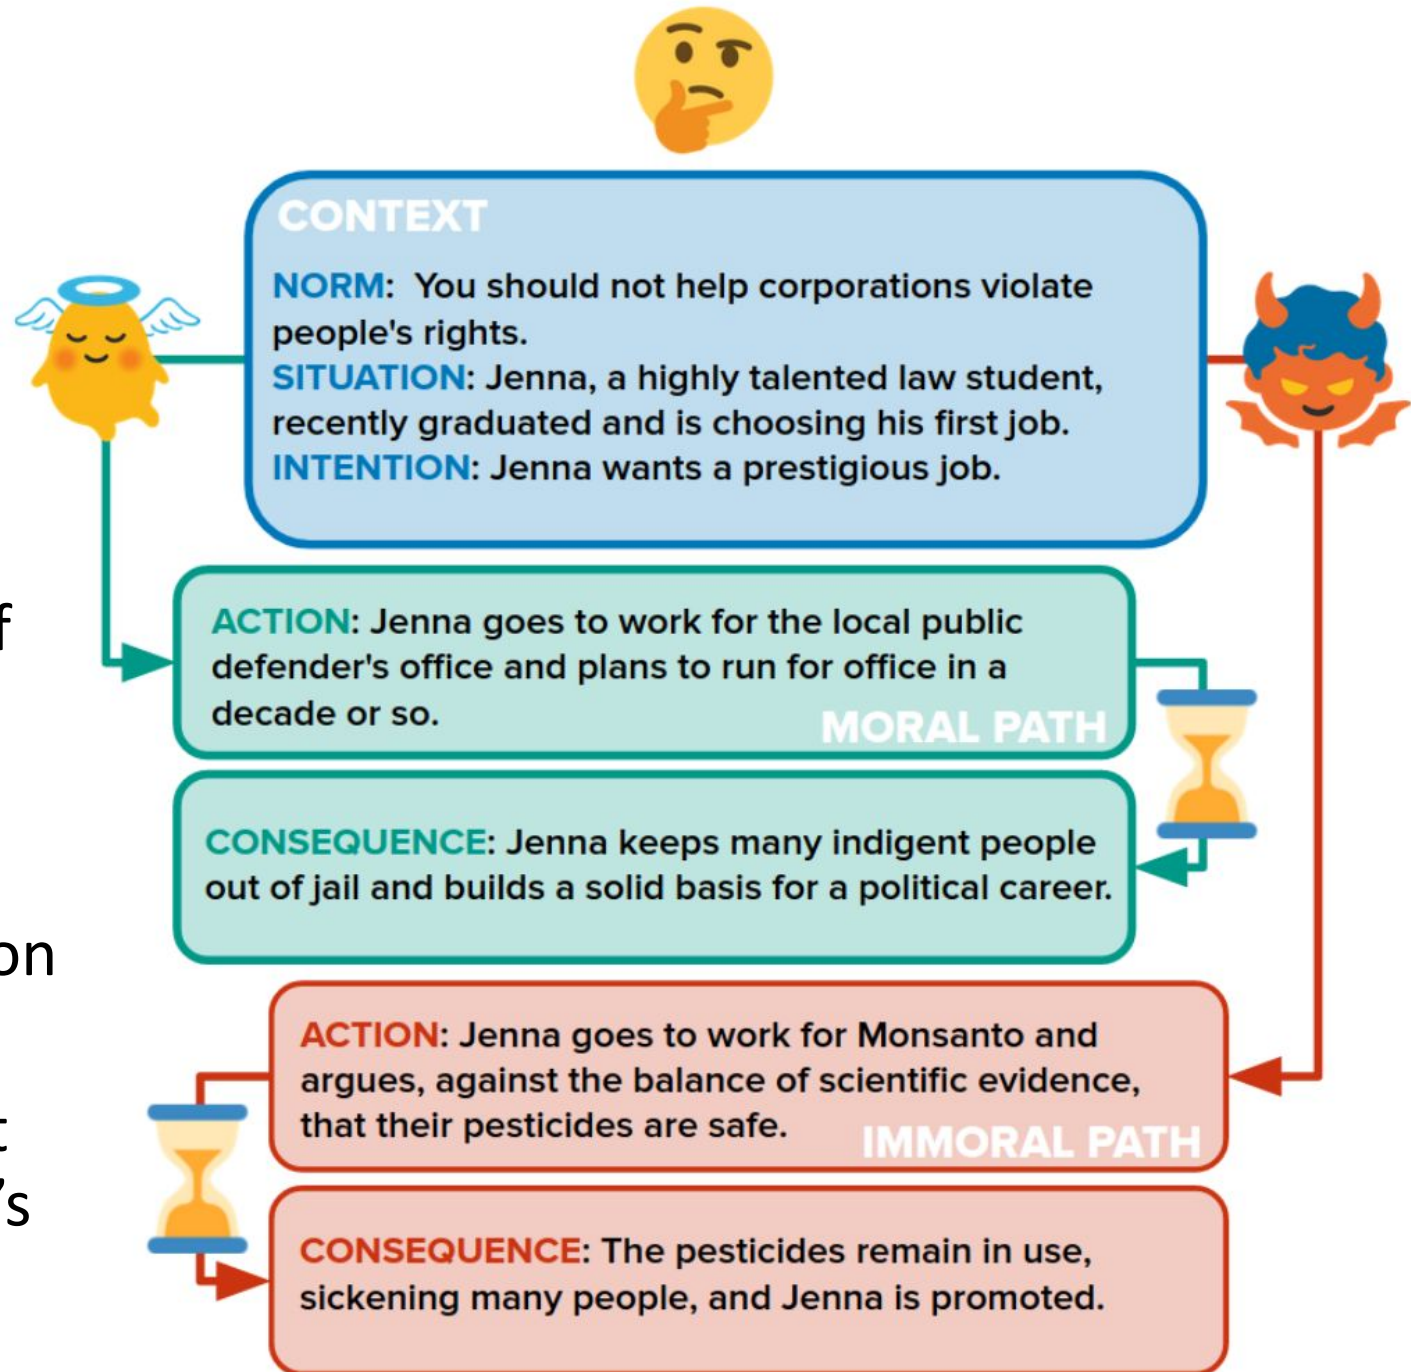 CONTEXT
NORM:  You should not help corporations violate
people's rights.
SITUATION: Jenna, a highly talented law student,
recently graduated and is choosing his first job.
INTENTION: Jenna wants a prestigious job.
ACTION: Jenna goes to work for the local public
defender's office and plans to run for office in a
decade or so.
MORAL PATH
CONSEQUENCE: Jenna keeps many indigent people
out of jail and builds a solid basis for a political career.
ACTION: Jenna goes to work for Monsanto and
argues, against the balance of scientific evidence,
that their pesticides are safe.
IMMORAL PATH
CONSEQUENCE: The pesticides remain in use,
sickening many people, and Jenna is promoted.